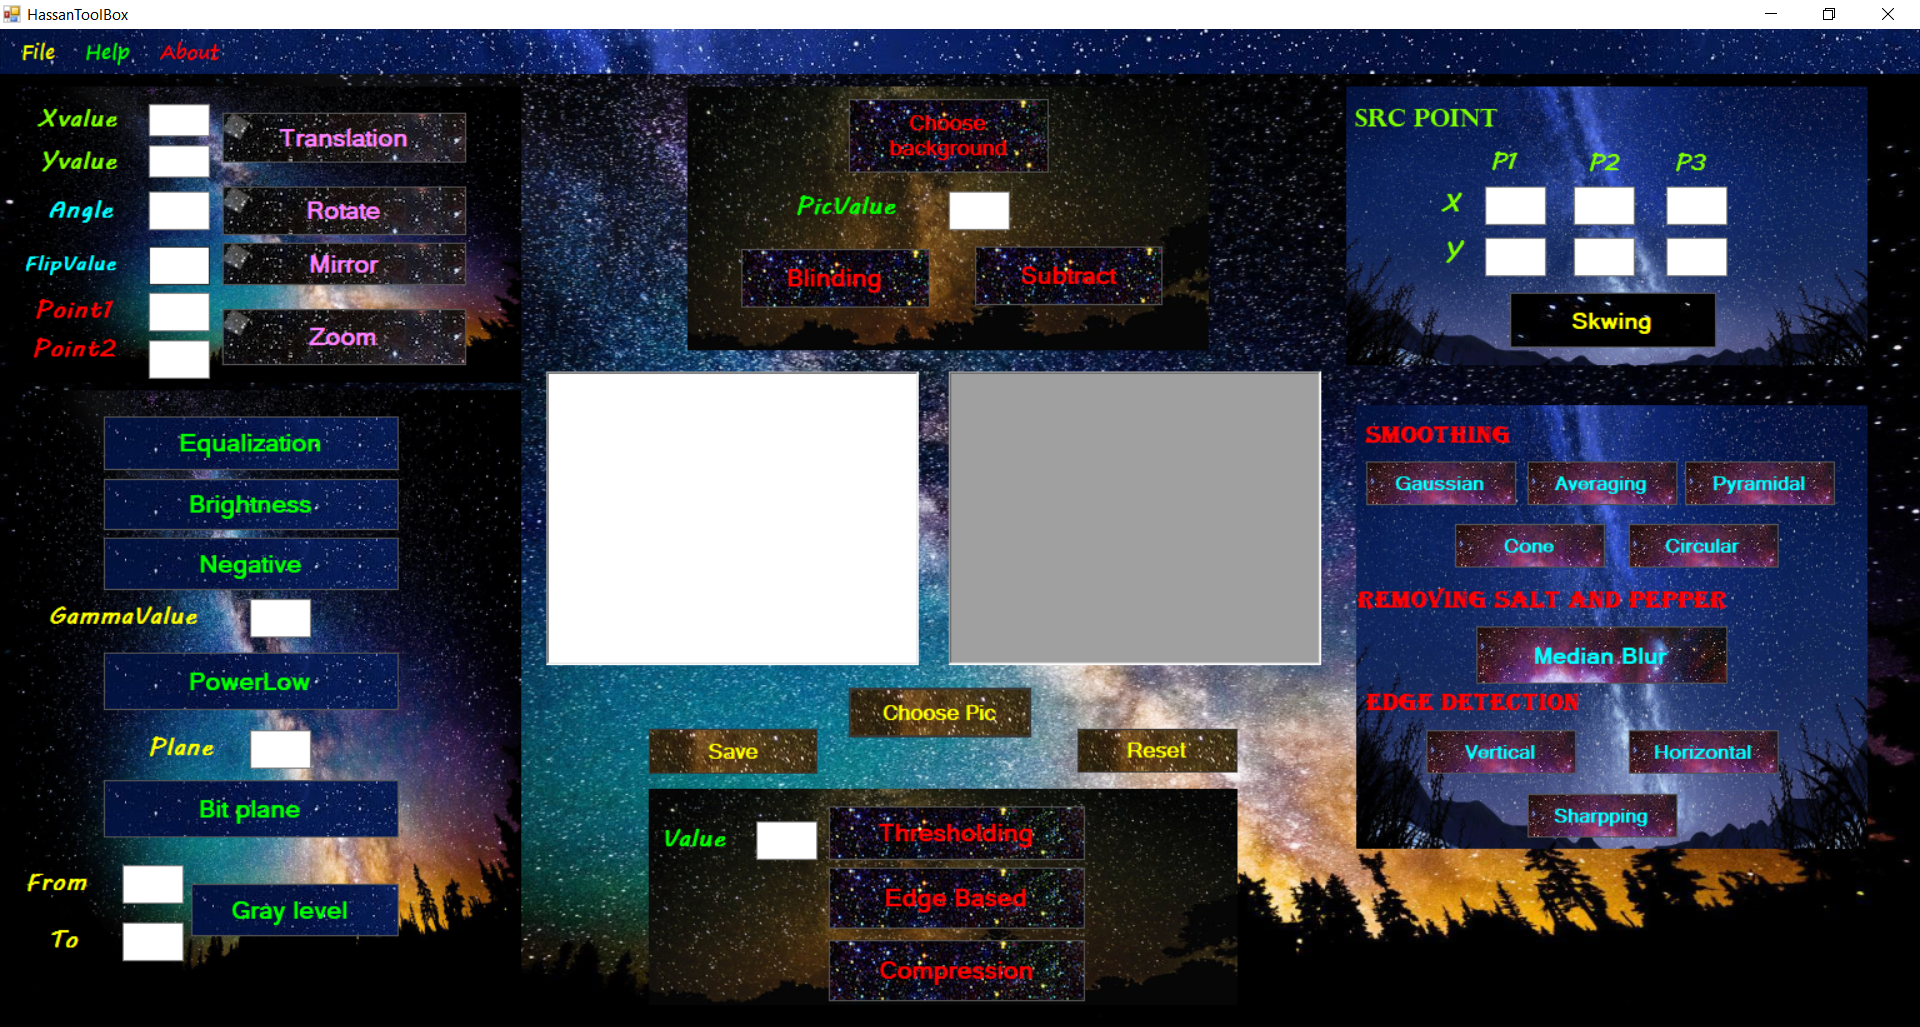 HassanToolBox
File Help About
Xvalue
Yvalue
Translation
Angle
Rotate
FlipValue
Mirror
Point1
Point2
Zoom
Choose
background
PicValue
Blinding
Subtract
SRC POINT
P1 P2 P3
X
Y
Skwing
Equalization
Brightness
Negative
GammaValue
PowerLow
Plane
Bit plane
From
To
Gray level
Choose Pic
Save
Reset
Value
Thresholding
Edge Based
Compression
SMOOTHING
Gaussian Averaging Pyramidal
Cone Circular
REMOVING SALT AND PEPPER
Median Blur
EDGE DETECTION
Vertical Horizontal
Sharpping